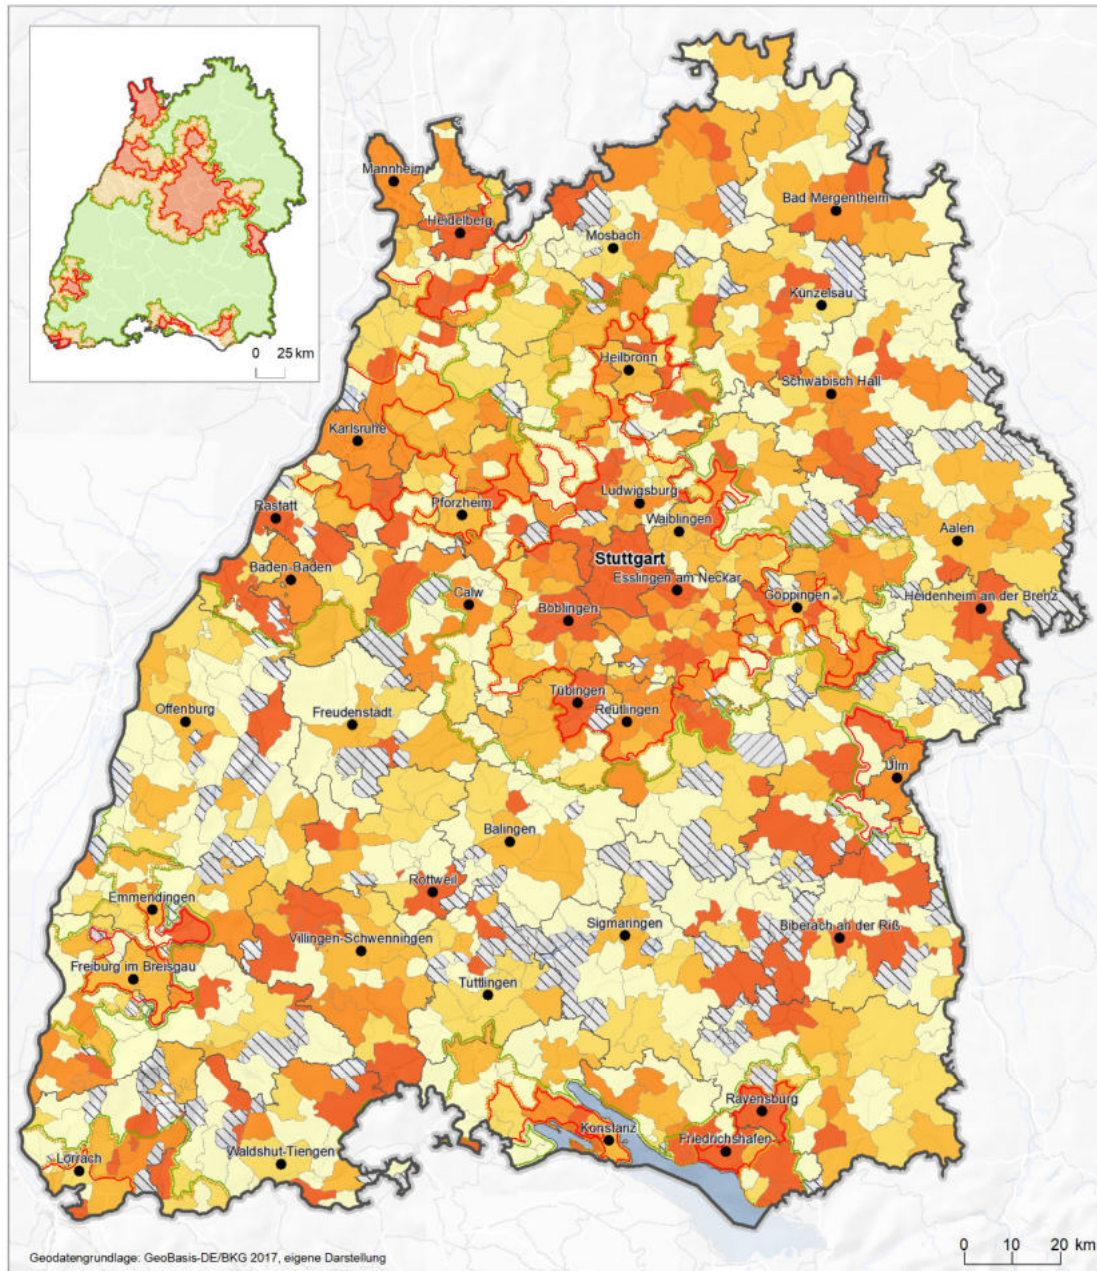 0 25 km
Mannheim
Bad Mergentheim
Heidelberg
Mosbach
Künzelsau
Heilbronn
Schwäbisch Hall
Karlsruhe
Ludwigsburg
Pforzheim
Rastatt
Waiblingen
Aalen
Stuttgart
Baden-Baden
Esslingen am Neckar
Calw
Böblingen
Göppingen
Heidenheim an der Brenz
Tübingen
Offenburg
Freudenstadt
Reutlingen
Ulm
Balingen
Rottweil
Emmendingen
Sigmaringen
Biberach an der Riß
Villingen-Schwenningen
Freiburg im Breisgau
Tuttlingen
Ravensburg
Konstanz
Friedrichshafen
Lörrach
Waldshut-Tiengen
Geodatengrundlage: GeoBasis-DE/BKG 2017, eigene Darstellung
0 10 20 km